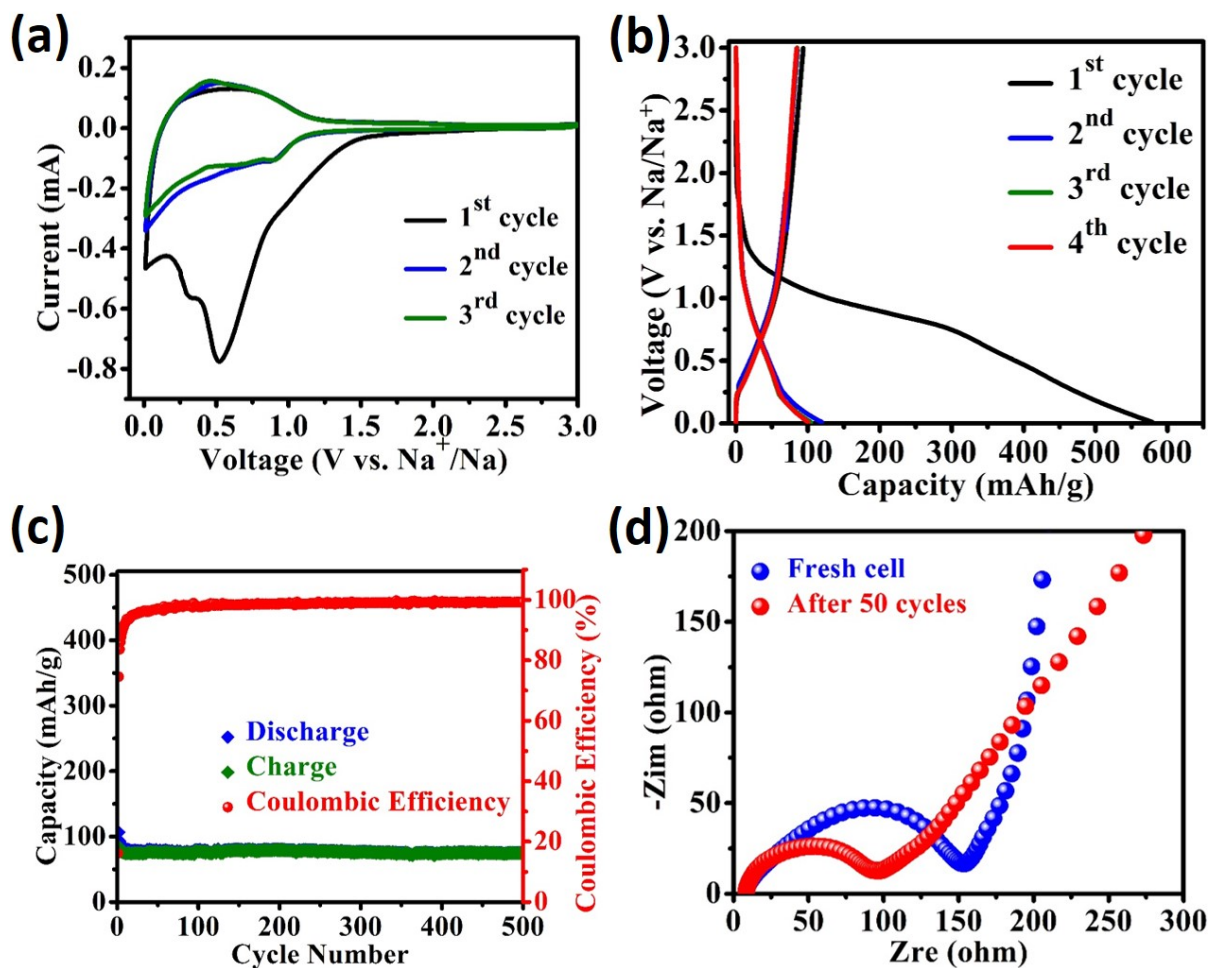 (a)
0.2
0.0
-0.2
-0.4
-0.6
-0.8
Current (mA)
1st cycle
2nd cycle
3rd cycle
0.0 0.5 1.0 1.5 2.0 2.5 3.0
Voltage (V vs. Na+/Na)
(b)
3.0
2.5
2.0
1.5
1.0
0.5
0.0
Voltage (V vs. Na/Na+)
1st cycle
2nd cycle
3rd cycle
4th cycle
0 100 200 300 400 500 600
Capacity (mAh/g)
(c)
500
400
300
200
100
0
Capacity (mAh/g)
Discharge
Charge
Coulombic Efficiency
100
80
60
40
20
0
Coulombic Efficiency (%)
0 100 200 300 400 500
Cycle Number
(d)
200
150
100
50
0
-Zim (ohm)
Fresh cell
After 50 cycles
0 50 100 150 200 250 300
Zre (ohm)